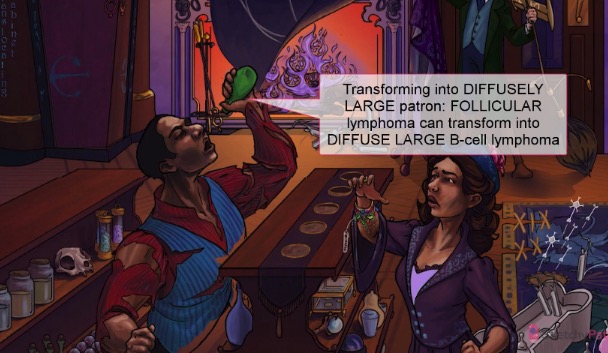 Transforming into DIFFUSELY
LARGE patron: FOLLICULAR
lymphoma can transform into
DIFFUSE LARGE B-cell lymphoma